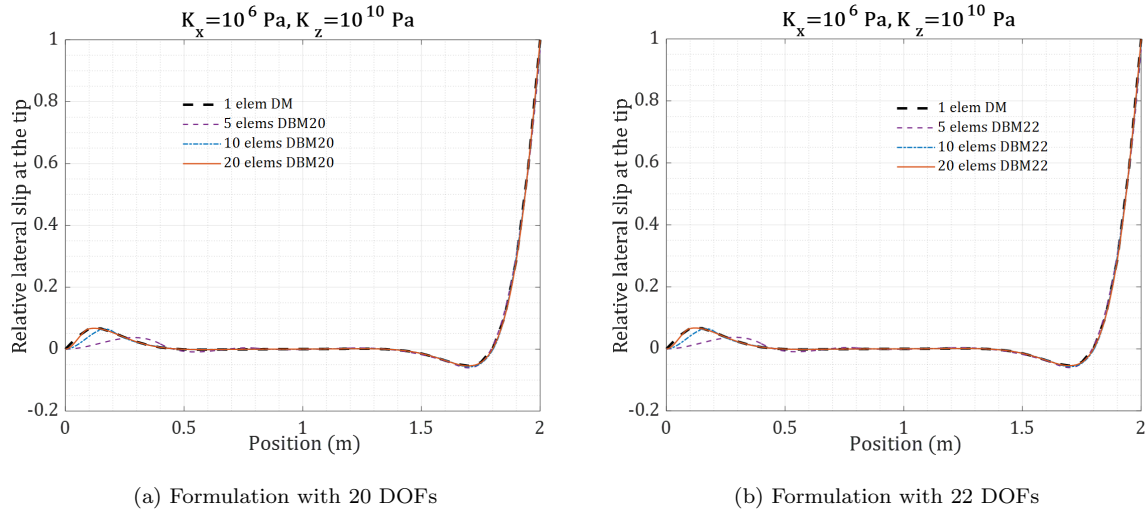 K_x=10^6 Pa, K_z=10^10 Pa
Relative lateral slip at the tip
1
0.8
0.6
0.4
0.2
0
-0.2
1 elem DM
5 elems DBM20
10 elems DBM20
20 elems DBM20
0
0.5
1
1.5
2
Position (m)
(a) Formulation with 20 DOFs
K_x=10^6 Pa, K_z=10^10 Pa
Relative lateral slip at the tip
1
0.8
0.6
0.4
0.2
0
-0.2
1 elem DM
5 elems DBM22
10 elems DBM22
20 elems DBM22
0
0.5
1
1.5
2
Position (m)
(b) Formulation with 22 DOFs